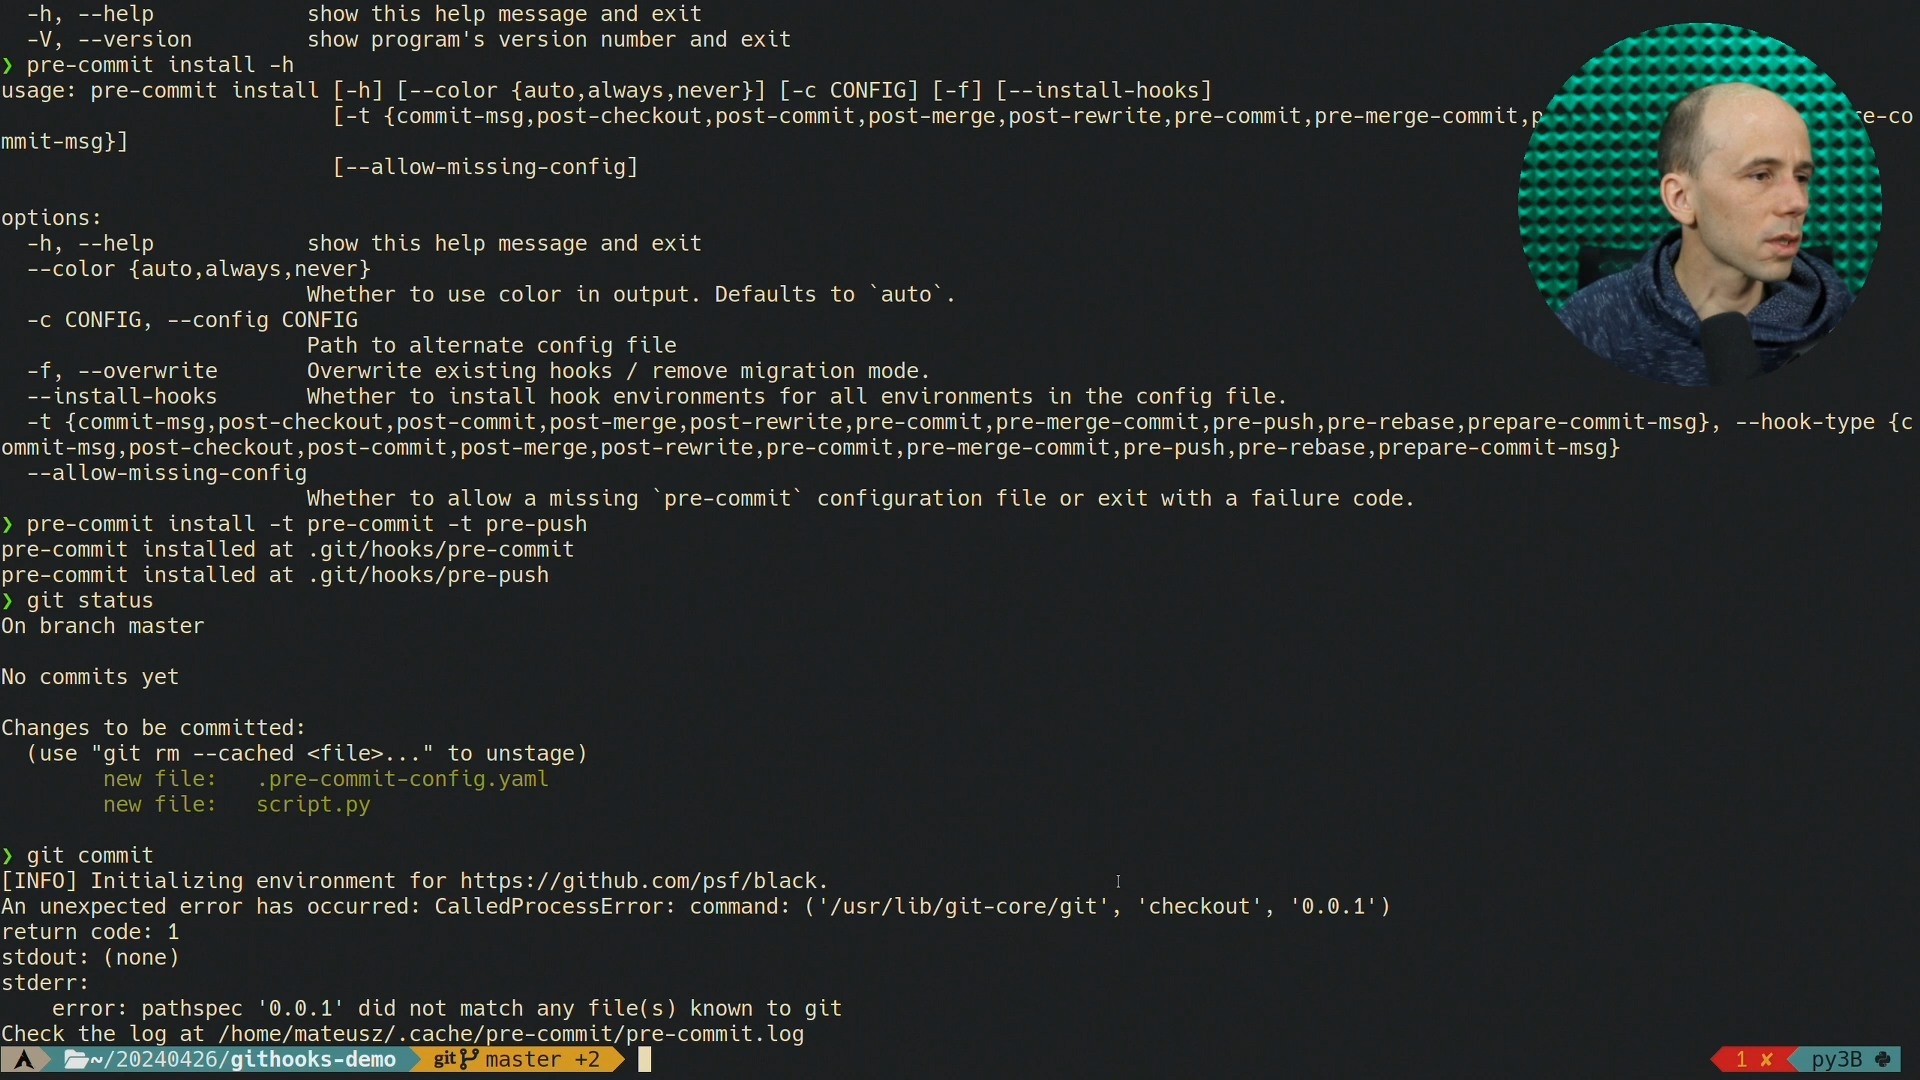 -h, --help            show this help message and exit
-V, --version         show program's version number and exit
❯ pre-commit install -h
usage: pre-commit install [-h] [--color {auto,always,never}] [-c CONFIG] [-f] [--install-hooks]
[-t {commit-msg,post-checkout,post-commit,post-merge,post-rewrite,pre-commit,pre-merge-commit,p re-co
mmit-msg}]
[--allow-missing-config]
options:
-h, --help            show this help message and exit
--color {auto,always,never}
Whether to use color in output. Defaults to `auto`.
-c CONFIG, --config CONFIG
Path to alternate config file
-f, --overwrite       Overwrite existing hooks / remove migration mode.
--install-hooks       Whether to install hook environments for all environments in the config file.
-t {commit-msg,post-checkout,post-commit,post-merge,post-rewrite,pre-commit,pre-merge-commit,pre-push,pre-rebase,prepare-commit-msg}, --hook-type {c
ommit-msg,post-checkout,post-commit,post-merge,post-rewrite,pre-commit,pre-merge-commit,pre-push,pre-rebase,prepare-commit-msg}
--allow-missing-config
Whether to allow a missing `pre-commit` configuration file or exit with a failure code.
❯ pre-commit install -t pre-commit -t pre-push
pre-commit installed at .git/hooks/pre-commit
pre-commit installed at .git/hooks/pre-push
❯ git status
On branch master
No commits yet
Changes to be committed:
(use "git rm --cached <file>..." to unstage)
new file:   .pre-commit-config.yaml
new file:   script.py
❯ git commit
[INFO] Initializing environment for https://github.com/psf/black.
An unexpected error has occurred: CalledProcessError: command: ('/usr/lib/git-core/git', 'checkout', '0.0.1')
return code: 1
stdout: (none)
stderr:
error: pathspec '0.0.1' did not match any file(s) known to git
Check the log at /home/mateusz/.cache/pre-commit/pre-commit.log
~/20240426/githooks-demo git master +2 1 ✘ py3B